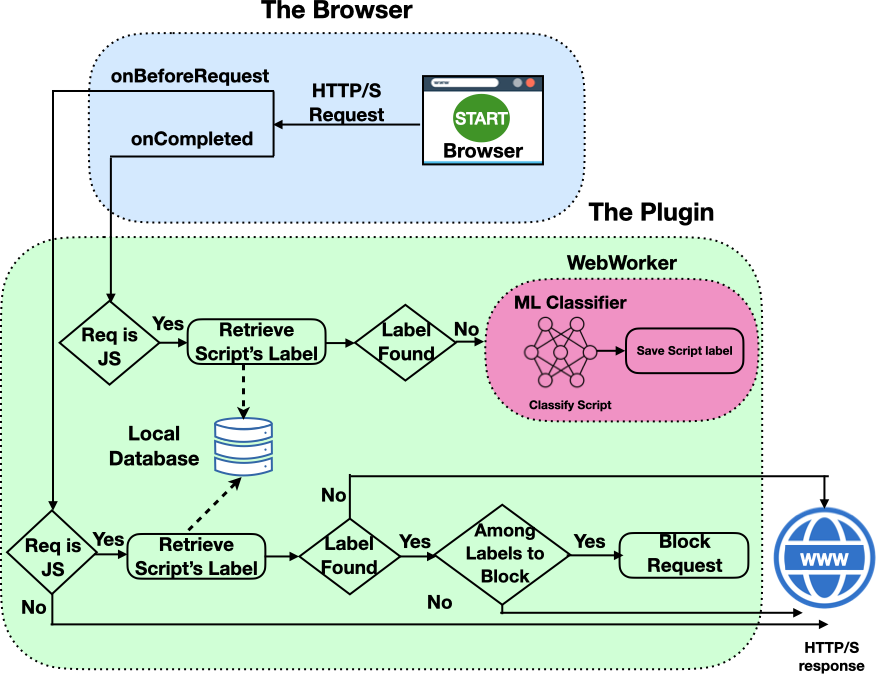 The Browser
onBeforeRequest
HTTP/S
Request
www
START
Browser
onCompleted
The Plugin
WebWorker
ML Classifier
Req is
JS
Yes
Retrieve
Script's Label
Label
Found
No
Save Script label
Classify Script
Local
Database
No
Req is
JS
Yes
Retrieve
Script's Label
Label
Found
Yes
Among
Labels to
Block
Yes
Block
Request
WWW
No
No
HTTP/S
response